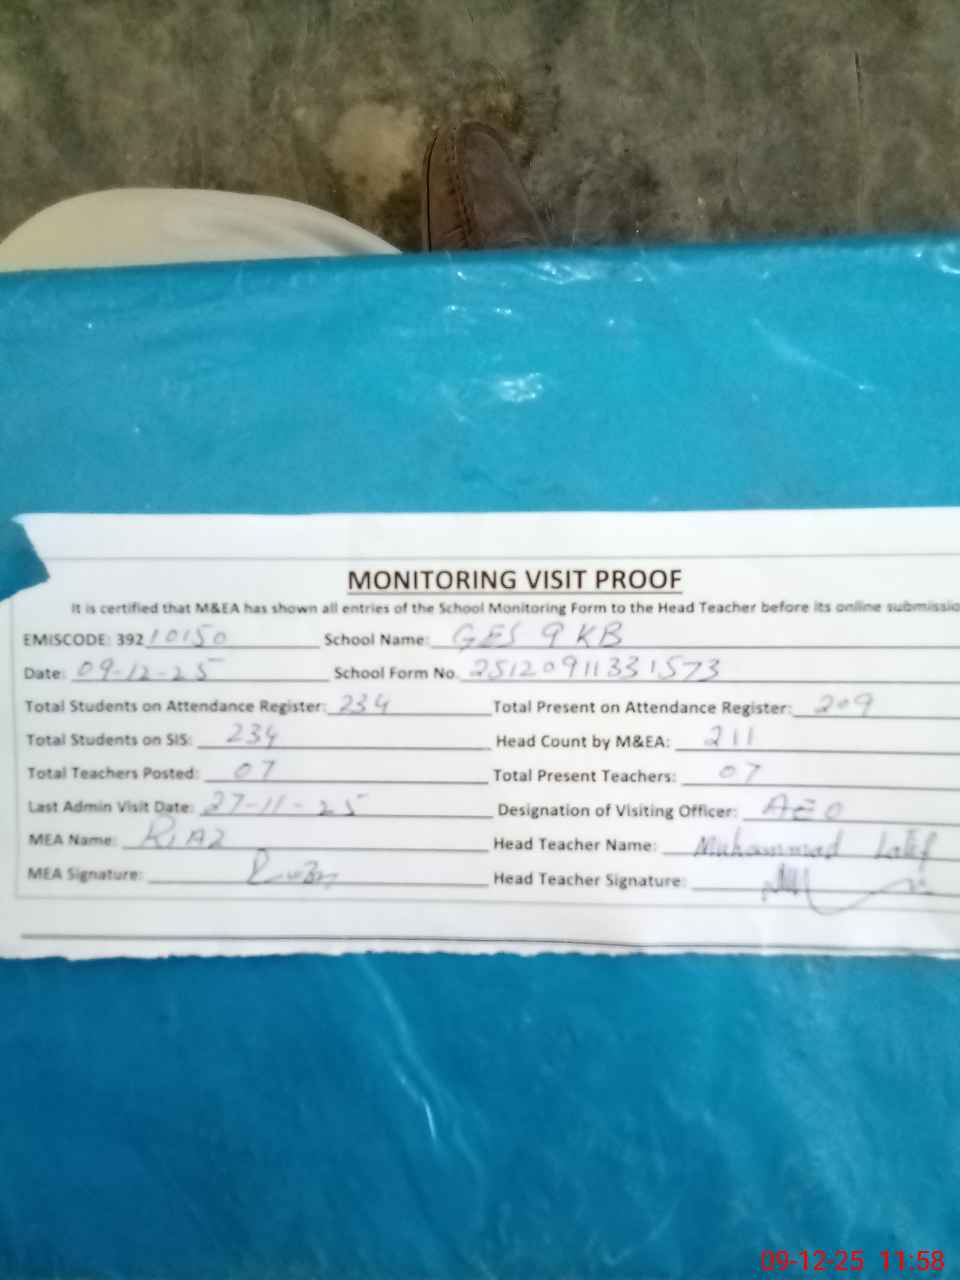 MONITORING VISIT PROOF
It is certified that M&EA has shown all entries of the School Monitoring Form to the Head Teacher before its online submissio
EMISCODE: 392 10150 School Name: GES 9 KB
Date: 09-12-25 School Form No. 2512091133 1573
Total Students on Attendance Register: 234 Total Present on Attendance Register: 209
Total Students on SIS: 234 Head Count by M&EA: 211
Total Teachers Posted: 07 Total Present Teachers: 07
Last Admin Visit Date: 27-11-25 Designation of Visiting Officer: AEO
MEA Name: RiAz Head Teacher Name: Muhammad Latif
MEA Signature: Head Teacher Signature:
09-12-25 11:58